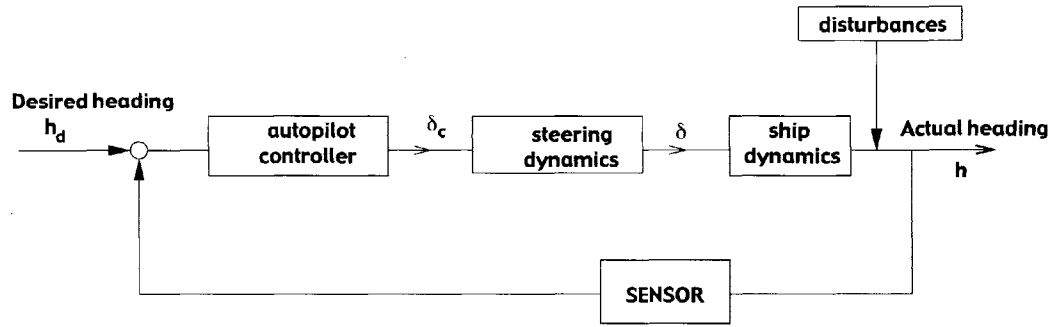 disturbances
Desired heading
h_d
autopilot
controller
δ_c
steering
dynamics
δ
ship
dynamics
Actual heading
h
SENSOR